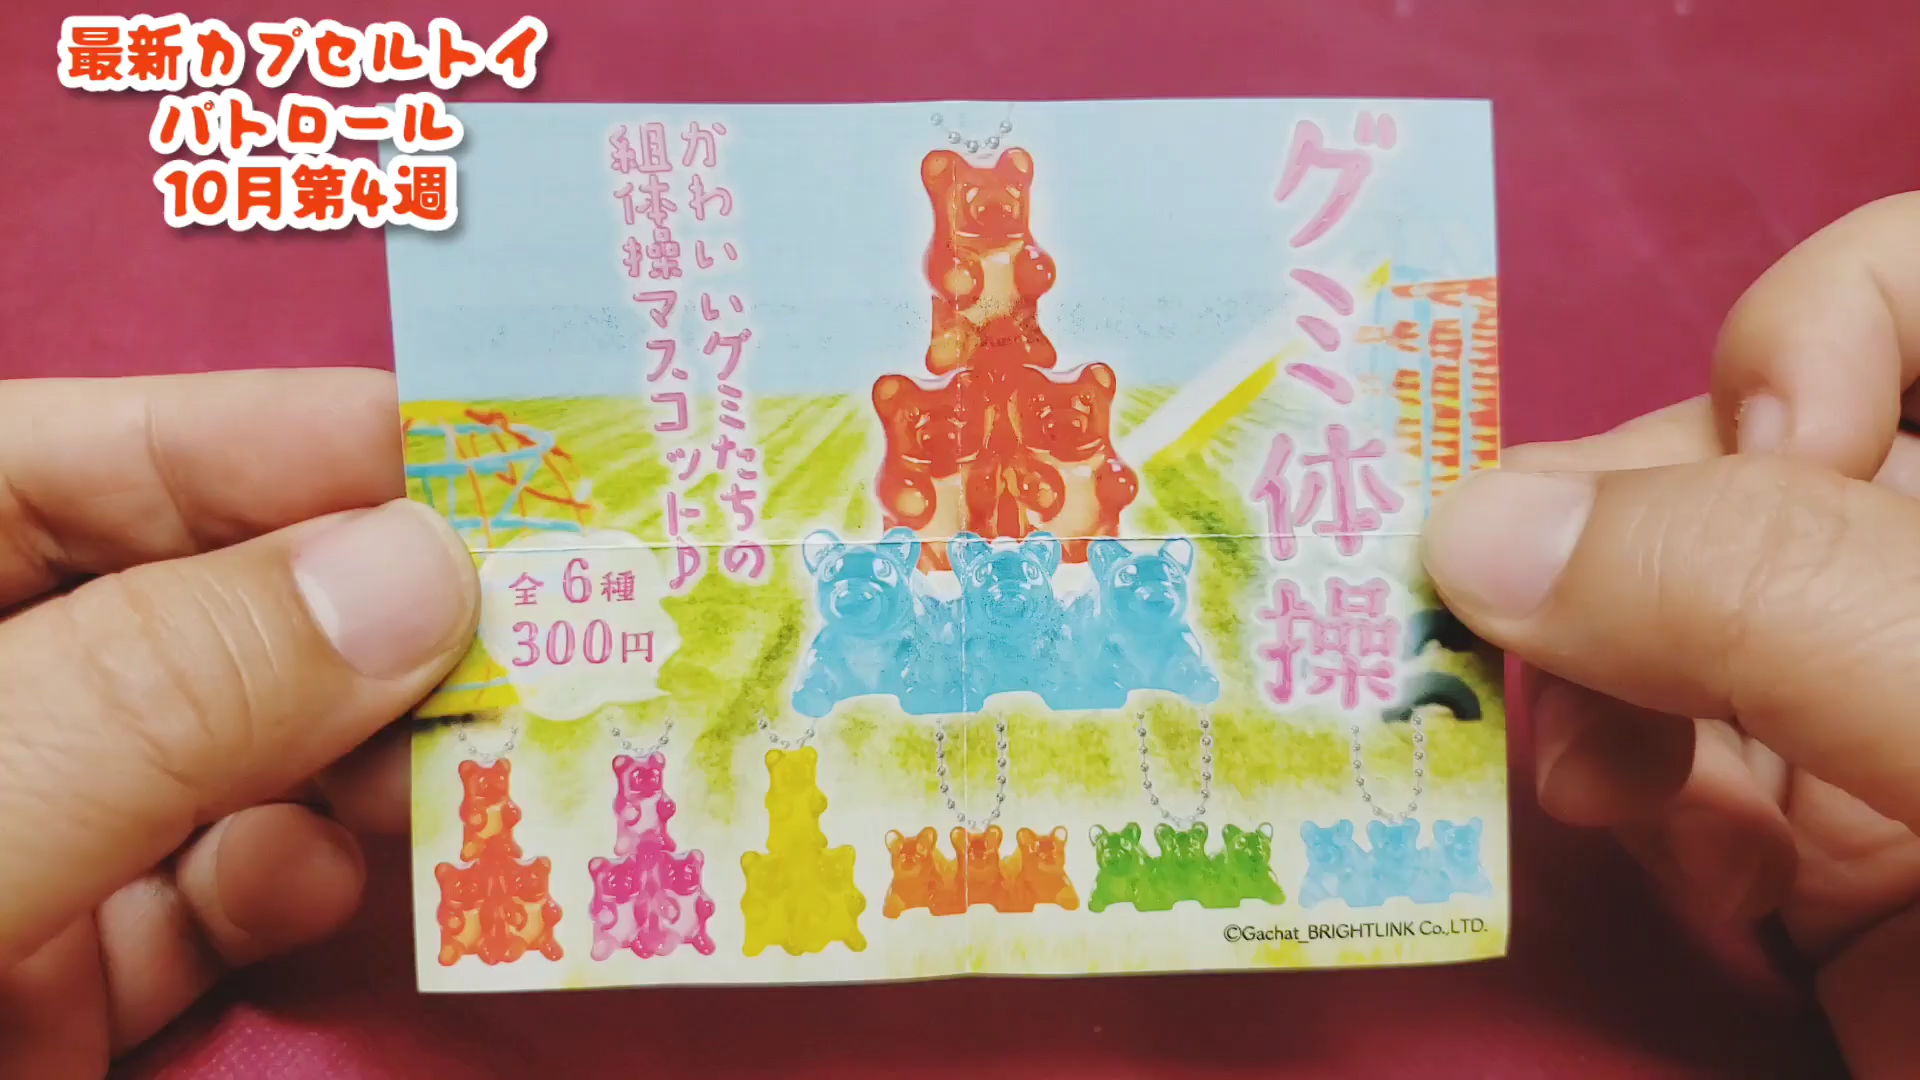 最新カプセルトイ
パトロール
10月第4週
グミ体操
かわいいグミたちの
組体操マスコット♪
全6種
300円
©Gachat_BRIGHTLINK Co.,LTD.